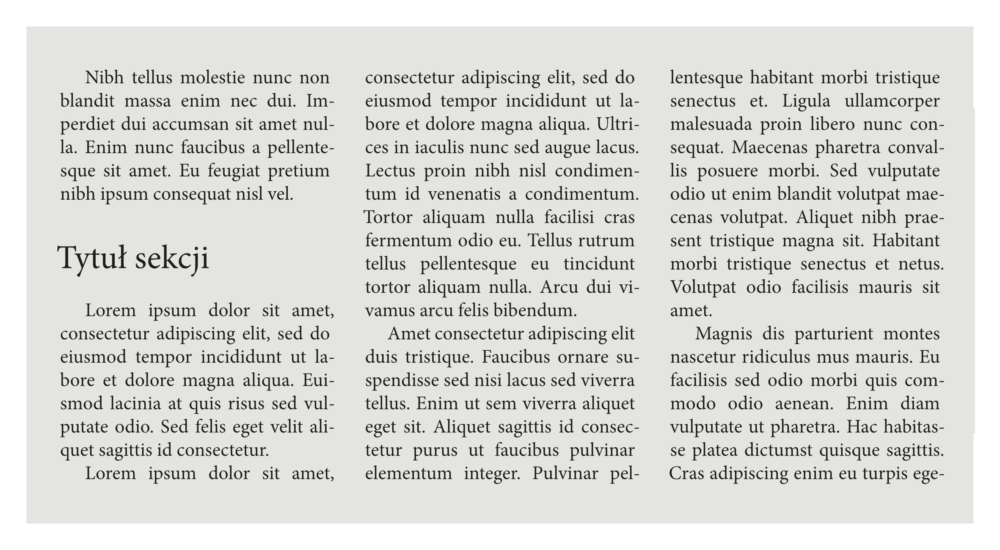 Nibh tellus molestie nunc non
blandit massa enim nec dui. Im-
perdiet dui accumsan sit amet nul-
la. Enim nunc faucibus a pellente-
sque sit amet. Eu feugiat pretium
nibh ipsum consequat nisl vel.
Tytuł sekcji
Lorem ipsum dolor sit amet,
consectetur adipiscing elit, sed do
eiusmod tempor incididunt ut la-
bore et dolore magna aliqua. Eui-
smod lacinia at quis risus sed vul-
putate odio. Sed felis eget velit ali-
quet sagittis id consectetur.
Lorem ipsum dolor sit amet,
consectetur adipiscing elit, sed do
eiusmod tempor incididunt ut la-
bore et dolore magna aliqua. Ultri-
ces in iaculis nunc sed augue lacus.
Lectus proin nibh nisl condimen-
tum id venenatis a condimentum.
Tortor aliquam nulla facilisi cras
fermentum odio eu. Tellus rutrum
tellus pellentesque eu tincidunt
tortor aliquam nulla. Arcu dui vi-
vamus arcu felis bibendum.
Amet consectetur adipiscing elit
duis tristique. Faucibus ornare su-
spendisse sed nisi lacus sed viverra
tellus. Enim ut sem viverra aliquet
eget sit. Aliquet sagittis id consec-
tetur purus ut faucibus pulvinar
elementum integer. Pulvinar pel-
lentesque habitant morbi tristique
senectus et. Ligula ullamcorper
malesuada proin libero nunc con-
sequat. Maecenas pharetra conval-
lis posuere morbi. Sed vulputate
odio ut enim blandit volutpat mae-
cenas volutpat. Aliquet nibh prae-
sent tristique magna sit. Habitant
morbi tristique senectus et netus.
Volutpat odio facilisis mauris sit
amet.
Magnis dis parturient montes
nascetur ridiculus mus mauris. Eu
facilisis sed odio morbi quis com-
modo odio aenean. Enim diam
vulputate ut pharetra. Hac habitas-
se platea dictumst quisque sagittis.
Cras adipiscing enim eu turpis ege-